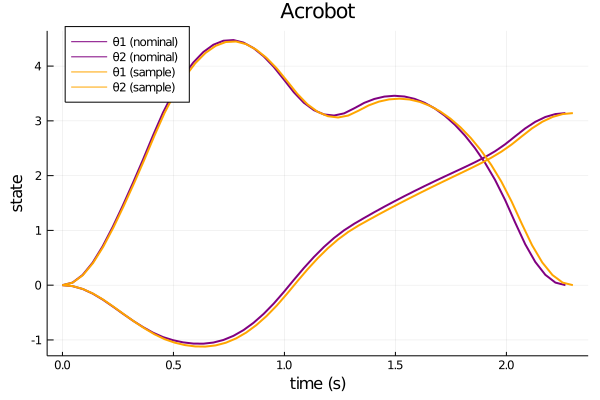 Acrobot
θ1 (nominal)
θ2 (nominal)
θ1 (sample)
θ2 (sample)
4
3
2
1
0
-1
state
0.0 0.5 1.0 1.5 2.0
time (s)